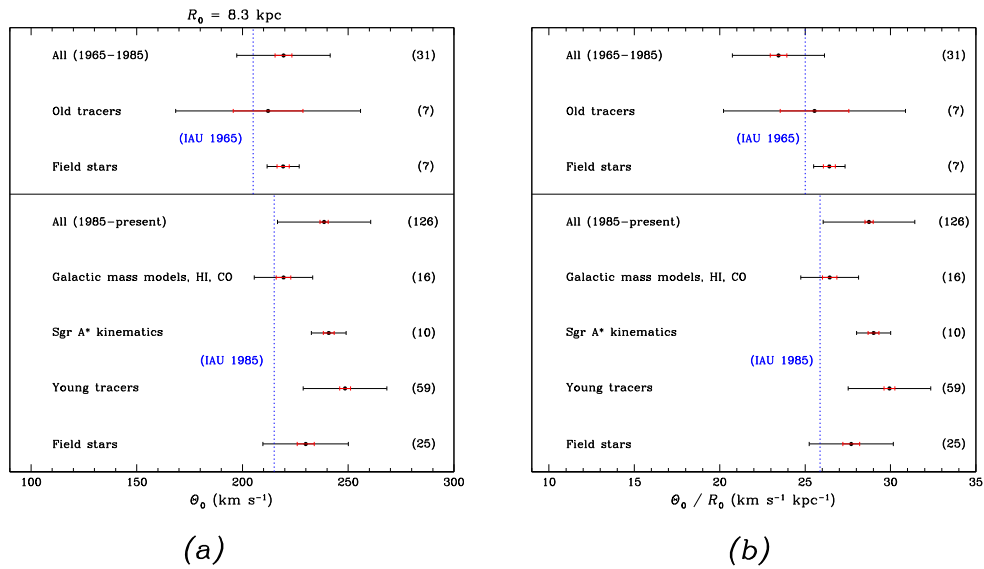 R₀ = 8.3 kpc
All (1965−1985) (31)
Old tracers (7)
(IAU 1965)
Field stars (7)
All (1985−present) (126)
Galactic mass models, HI, CO (16)
Sgr A* kinematics (10)
(IAU 1985)
Young tracers (59)
Field stars (25)
100 150 200 250 300
Θ₀ (km s⁻¹)
(a)
All (1965−1985) (31)
Old tracers (7)
(IAU 1965)
Field stars (7)
All (1985−present) (126)
Galactic mass models, HI, CO (16)
Sgr A* kinematics (10)
(IAU 1985)
Young tracers (59)
Field stars (25)
10 15 20 25 30 35
Θ₀ / R₀ (km s⁻¹ kpc⁻¹)
(b)